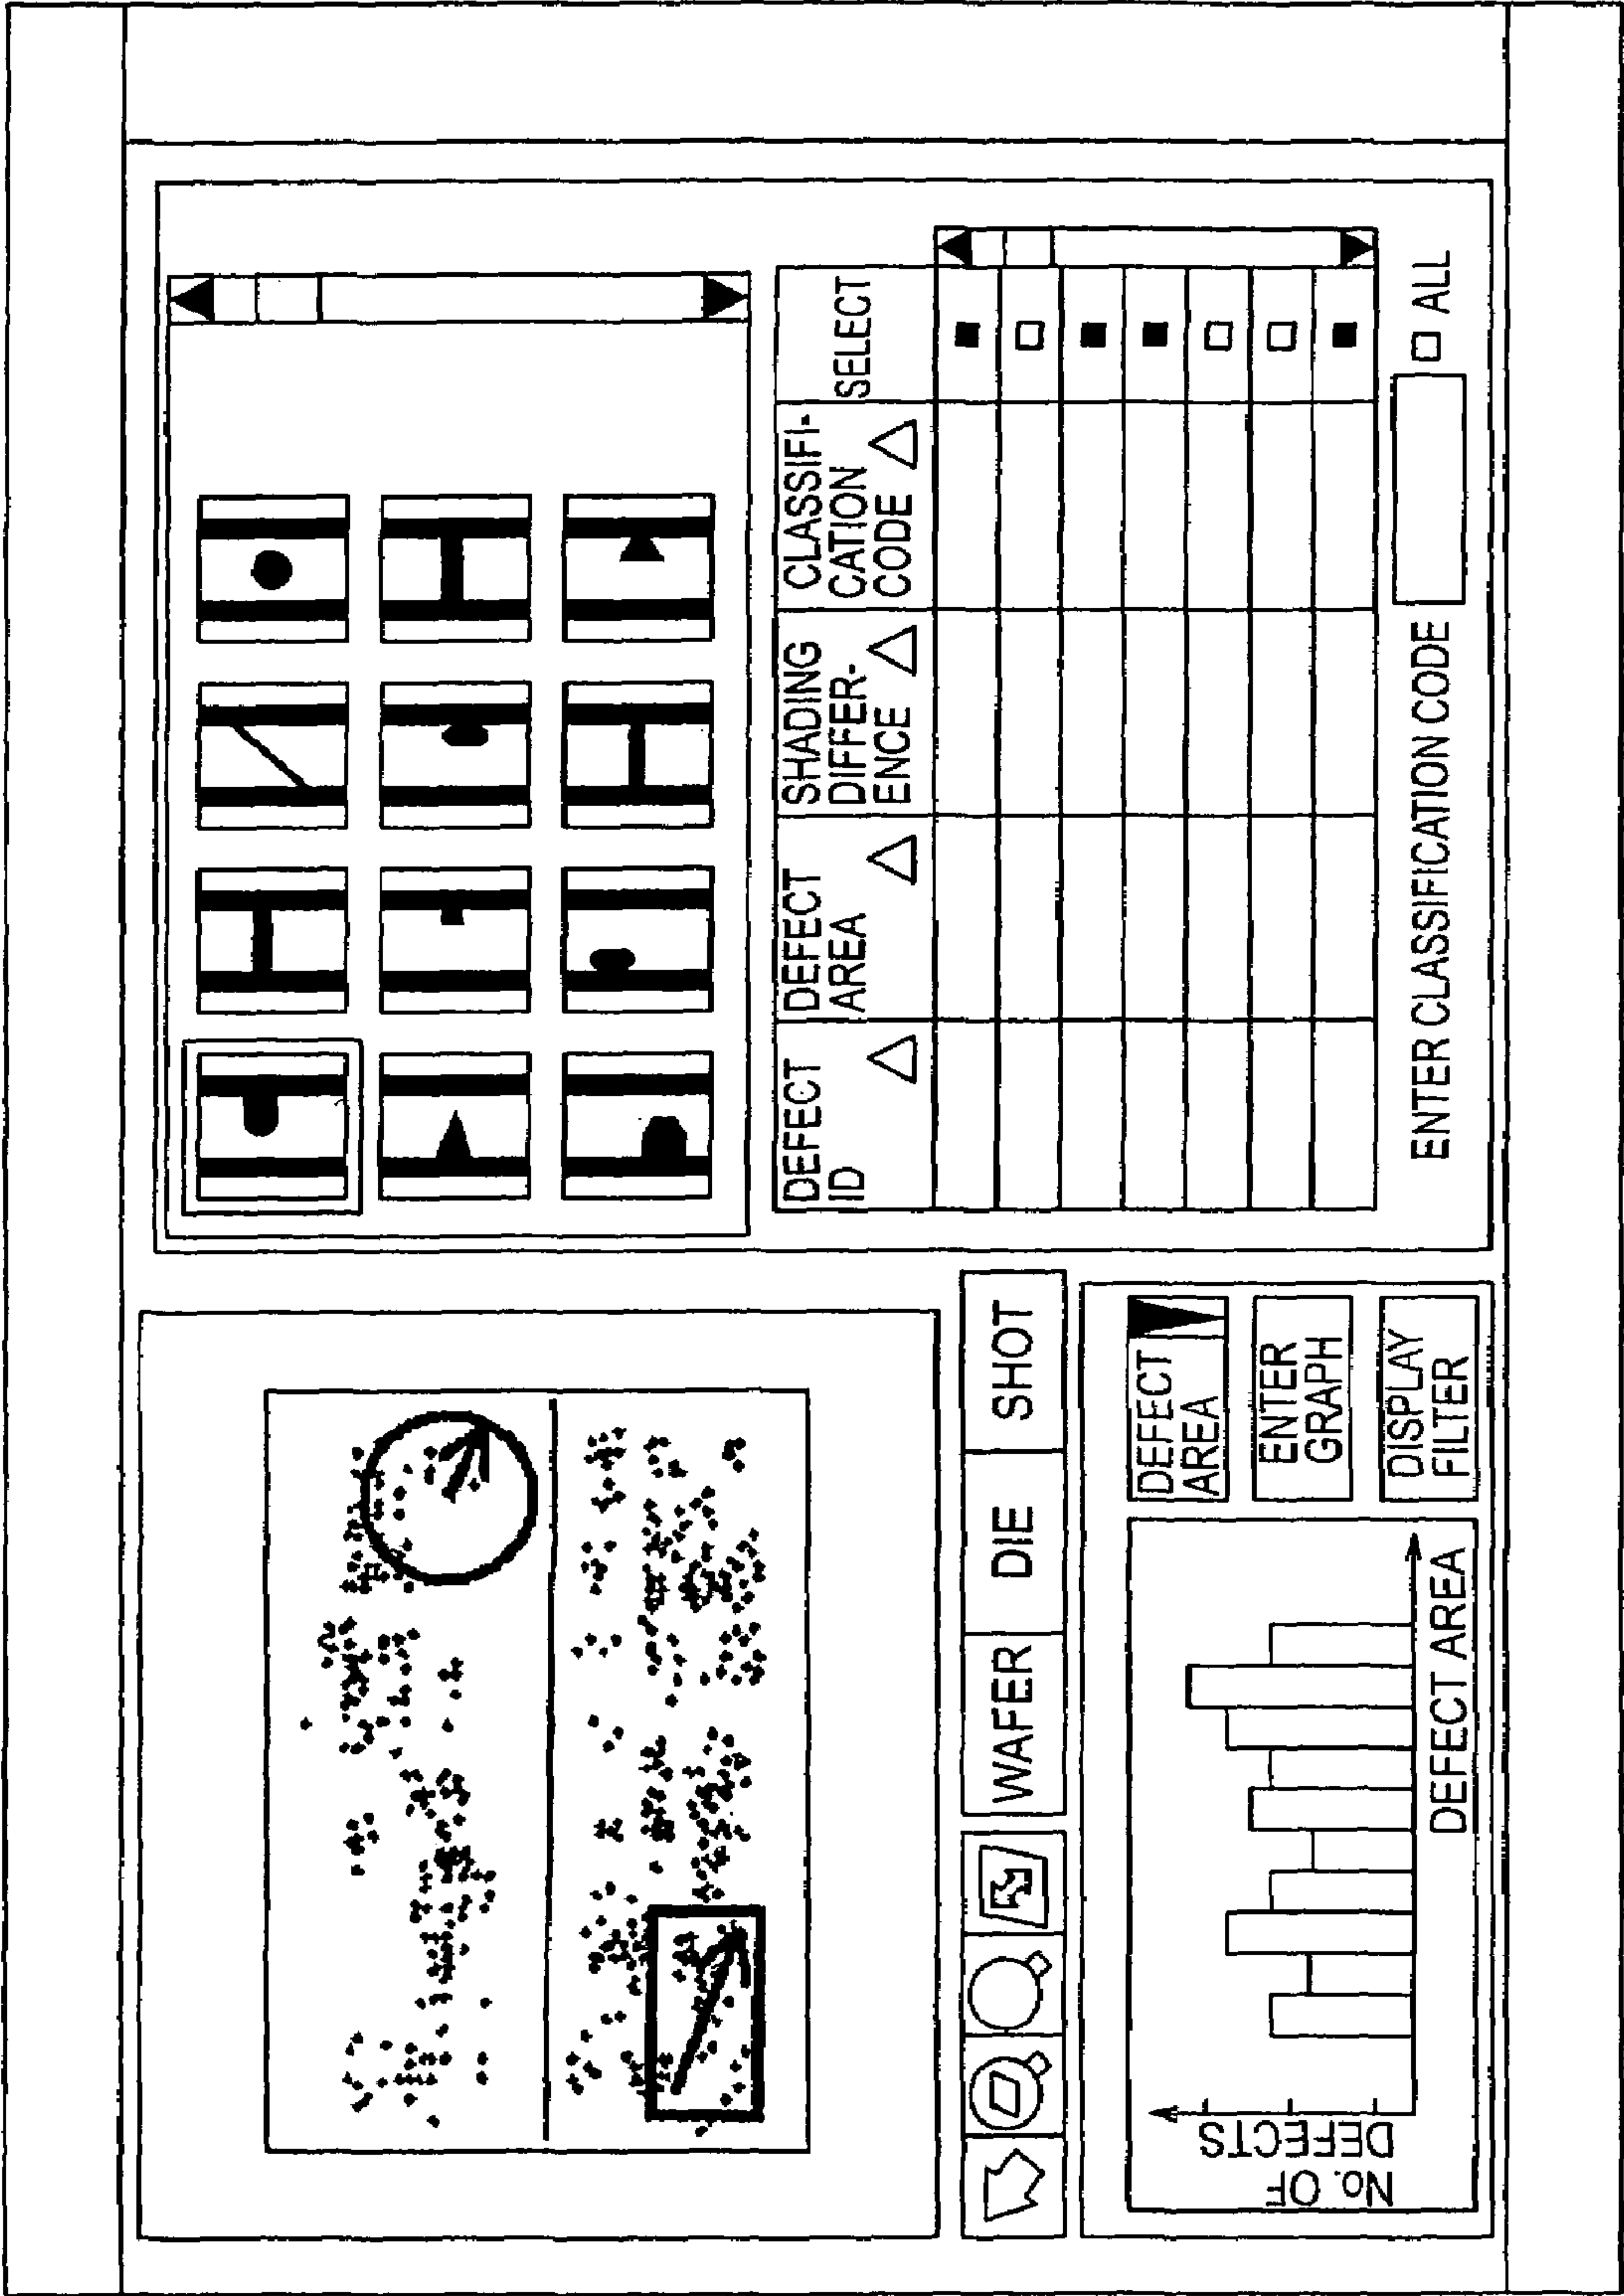 WAFER
DIE
SHOT
No. OF
DEFECTS
DEFECT AREA
DEFECT
AREA
ENTER
GRAPH
DISPLAY
FILTER
DEFECT
ID
DEFECT
AREA
SHADING
DIFFER-
ENCE
CLASSIFI-
CATION
CODE
SELECT
ENTER CLASSIFICATION CODE
ALL